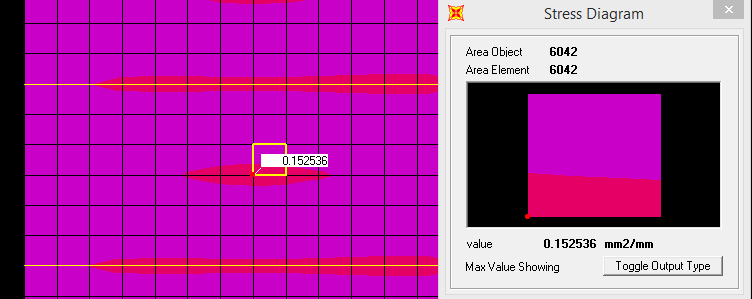 Stress Diagram
Area Object 6042
Area Element 6042
0.152536
value 0.152536 mm2/mm
Max Value Showing Toggle Output Type